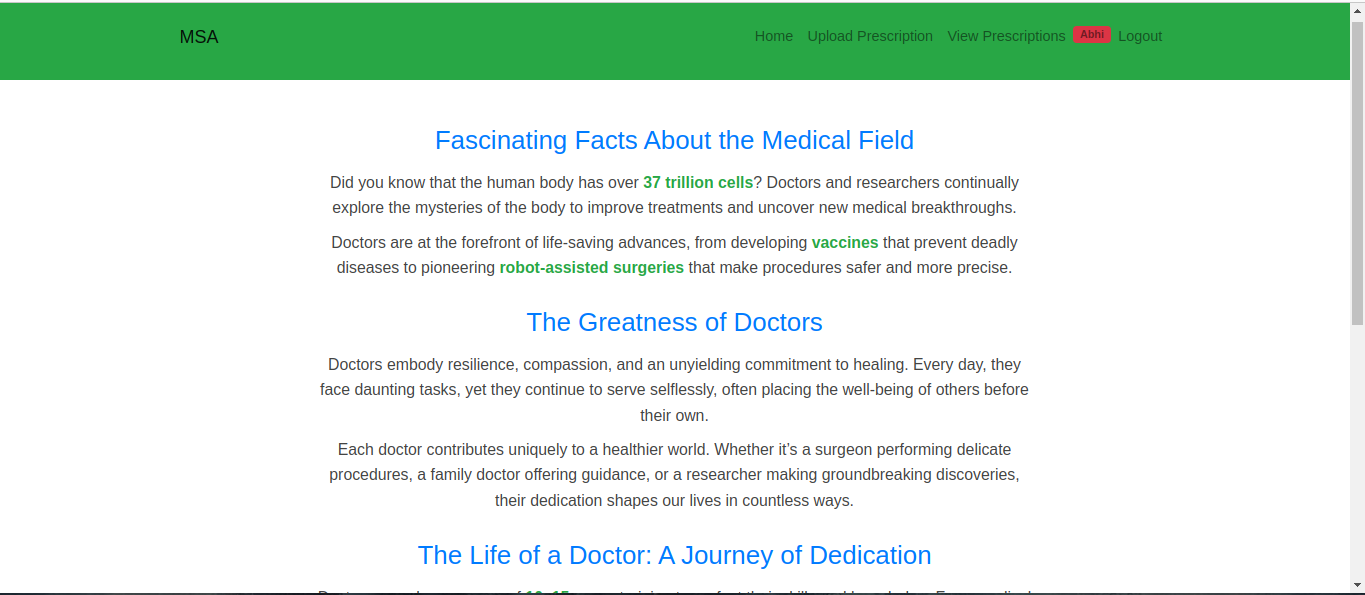 MSA
Home Upload Prescription View Prescriptions Abhi Logout
Fascinating Facts About the Medical Field
Did you know that the human body has over 37 trillion cells? Doctors and researchers continually
explore the mysteries of the body to improve treatments and uncover new medical breakthroughs.
Doctors are at the forefront of life-saving advances, from developing vaccines that prevent deadly
diseases to pioneering robot-assisted surgeries that make procedures safer and more precise.
The Greatness of Doctors
Doctors embody resilience, compassion, and an unyielding commitment to healing. Every day, they
face daunting tasks, yet they continue to serve selflessly, often placing the well-being of others before
their own.
Each doctor contributes uniquely to a healthier world. Whether it’s a surgeon performing delicate
procedures, a family doctor offering guidance, or a researcher making groundbreaking discoveries,
their dedication shapes our lives in countless ways.
The Life of a Doctor: A Journey of Dedication